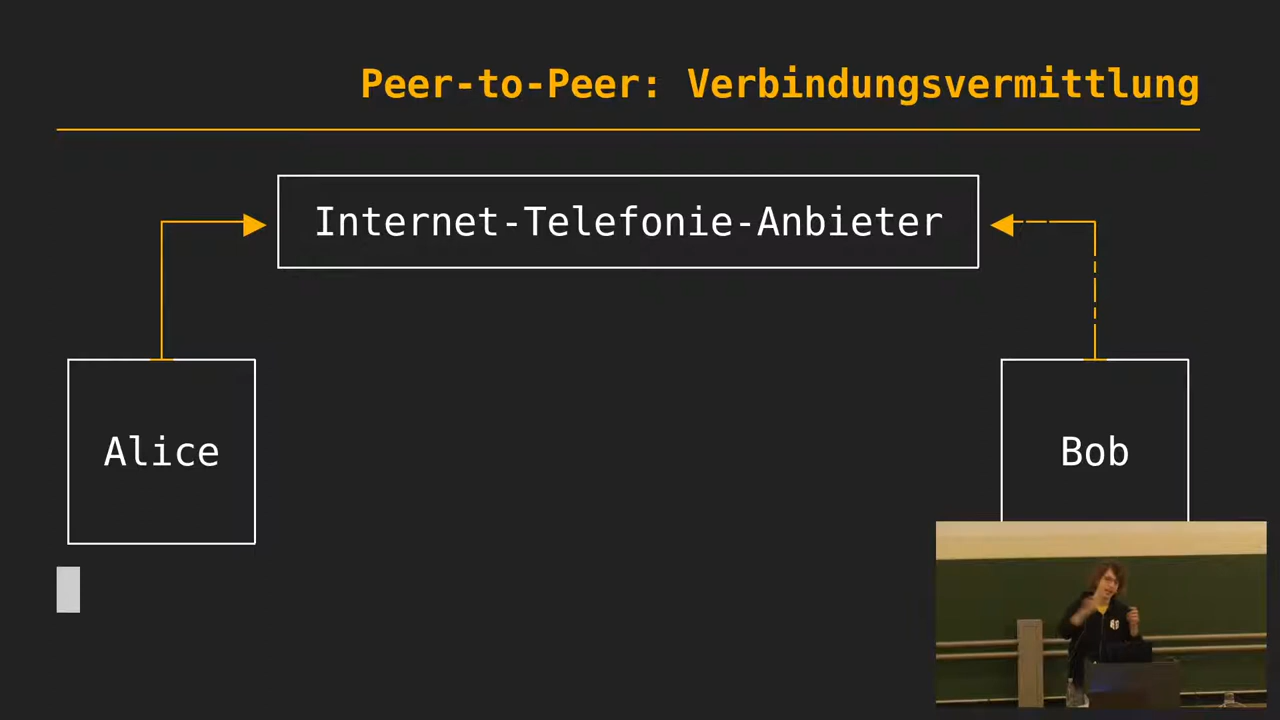 Peer-to-Peer: Verbindungsvermittlung
Internet-Telefonie-Anbieter
Alice
Bob